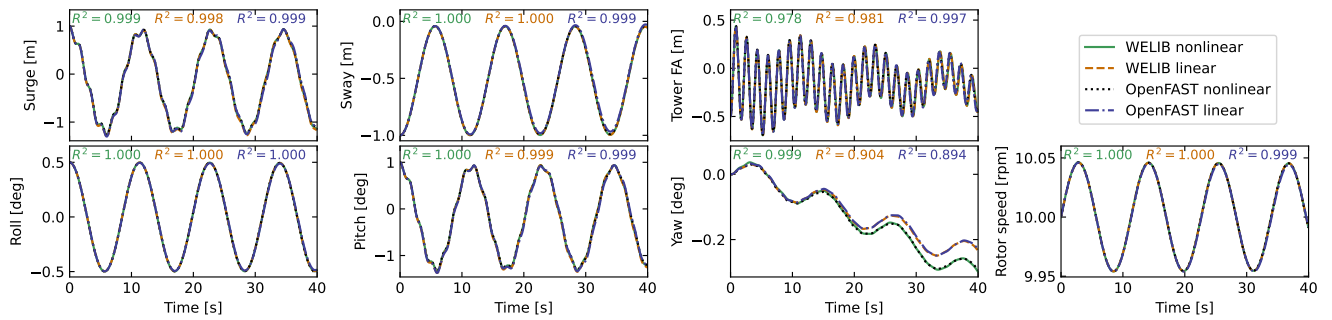 R² = 0.999 R² = 0.998 R² = 0.999
Surge [m]
1
0
−1
R² = 1.000 R² = 1.000 R² = 0.999
Sway [m]
0.0
−0.5
−1.0
R² = 0.978 R² = 0.981 R² = 0.997
Tower FA [m]
0.5
0.0
−0.5
WELIB nonlinear
WELIB linear
OpenFAST nonlinear
OpenFAST linear
R² = 1.000 R² = 1.000 R² = 1.000
Roll [deg]
0.5
0.0
−0.5
0 10 20 30 40
Time [s]
R² = 1.000 R² = 0.999 R² = 0.999
Pitch [deg]
1
0
−1
0 10 20 30 40
Time [s]
R² = 0.999 R² = 0.904 R² = 0.894
Yaw [deg]
0.0
−0.2
0 10 20 30 40
Time [s]
R² = 1.000 R² = 1.000 R² = 0.999
Rotor speed [rpm]
10.05
10.00
9.95
0 10 20 30 40
Time [s]